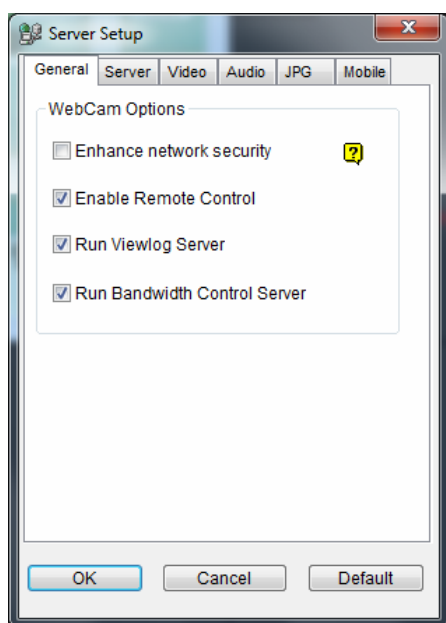 Server Setup
General Server Video Audio JPG Mobile
WebCam Options
Enhance network security
Enable Remote Control
Run Viewlog Server
Run Bandwidth Control Server
OK Cancel Default